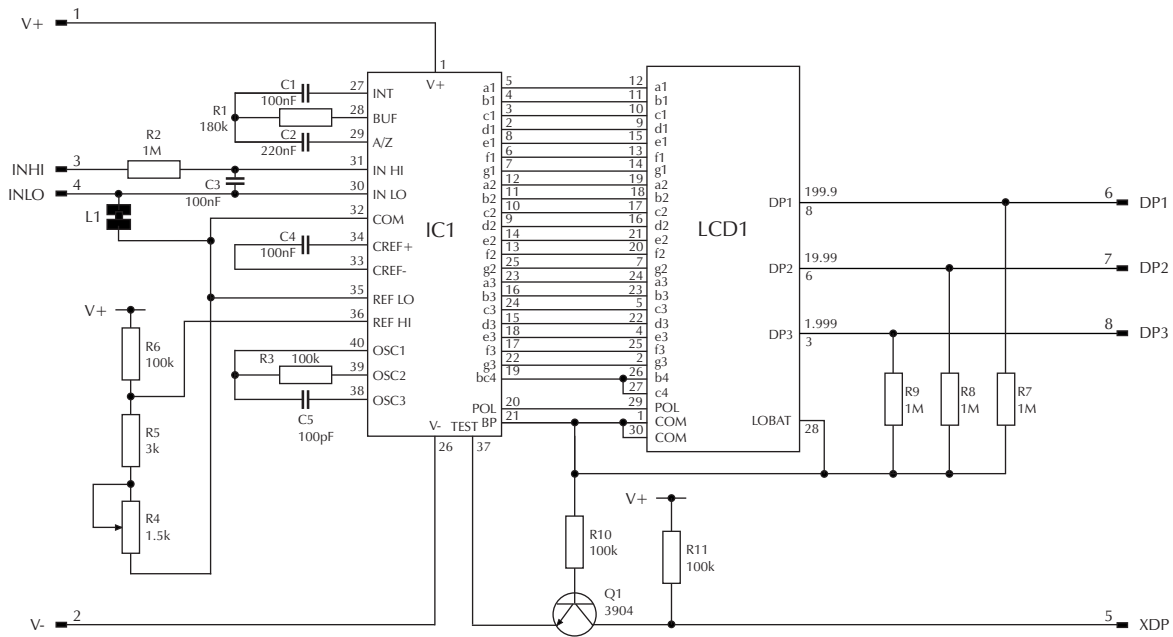 V+ 1
1
V+
C1
100nF
27 INT
R1
180k
28 BUF
29 A/Z
C2
220nF
R2
1M
INHI 3
31 IN HI
INLO 4
C3
100nF
30 IN LO
L1
32 COM
34 CREF+
C4
100nF
33 CREF-
35 REF LO
36 REF HI
V+
R6
100k
40 OSC1
R3 100k
39 OSC2
38 OSC3
C5
100pF
R5
3k
R4
1.5k
V- 2
IC1
V-
26
TEST
37
a1 5 12 a1
b1 4 11 b1
c1 3 10 c1
d1 2 9 d1
e1 8 15 e1
f1 6 13 f1
g1 7 14 g1
a2 12 19 a2
b2 11 18 b2
c2 10 17 c2
d2 9 16 d2
e2 14 21 e2
f2 13 20 f2
g2 25 7 g2
a3 23 24 a3
b3 16 23 b3
c3 24 5 c3
d3 15 22 d3
e3 18 4 e3
f3 17 25 f3
g3 22 2 g3
bc4 19 26 b4
27 c4
POL 20 29 POL
BP 21 1 COM
30 COM
LCD1
DP1 199.9
8
6 DP1
DP2 19.99
6
7 DP2
DP3 1.999
3
8 DP3
R9
1M
R8
1M
R7
1M
LOBAT 28
V+
R10
100k
R11
100k
Q1
3904
5 XDP